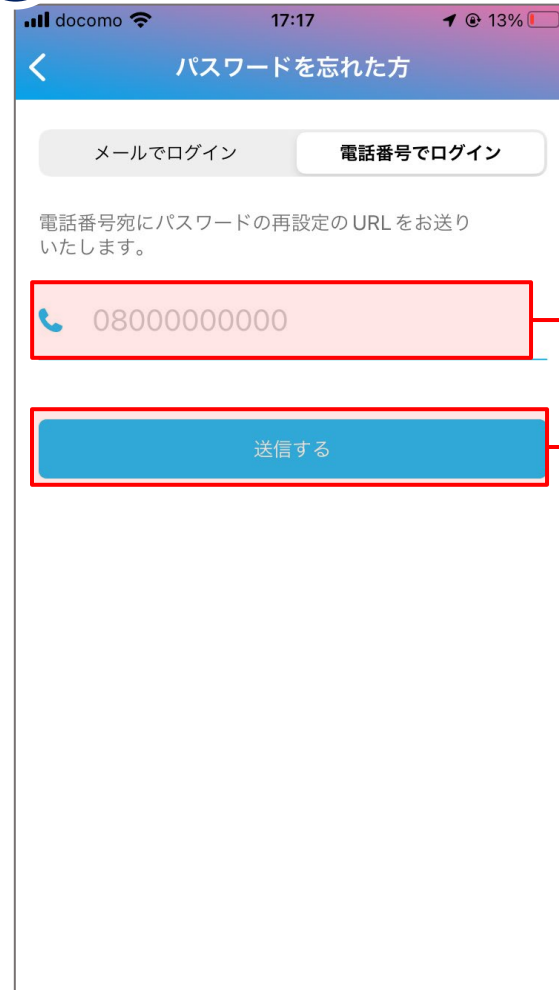 docomo 17:17 13%
パスワードを忘れた方
メールでログイン 電話番号でログイン
電話番号宛にパスワードの再設定のURLをお送り
いたします。
08000000000
送信する